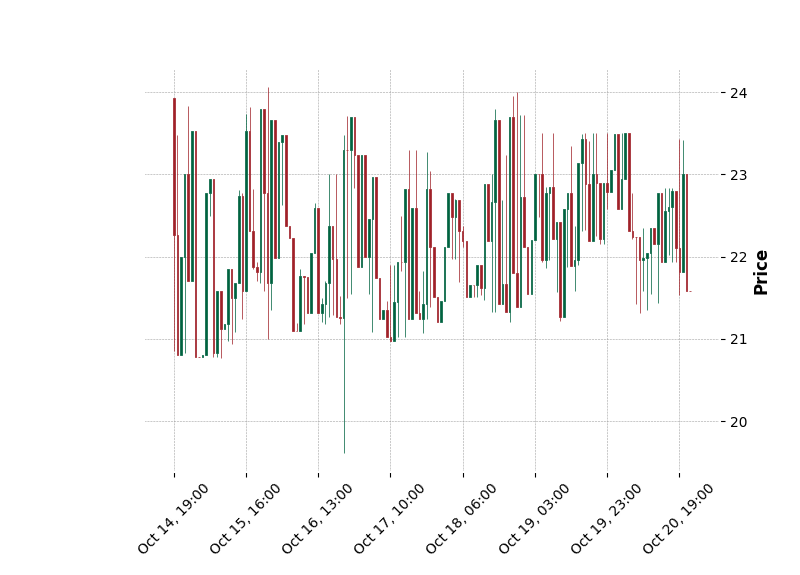 24
23
22
21
20
Price
Oct 14, 19:00
Oct 15, 16:00
Oct 16, 13:00
Oct 17, 10:00
Oct 18, 06:00
Oct 19, 03:00
Oct 19, 23:00
Oct 20, 19:00